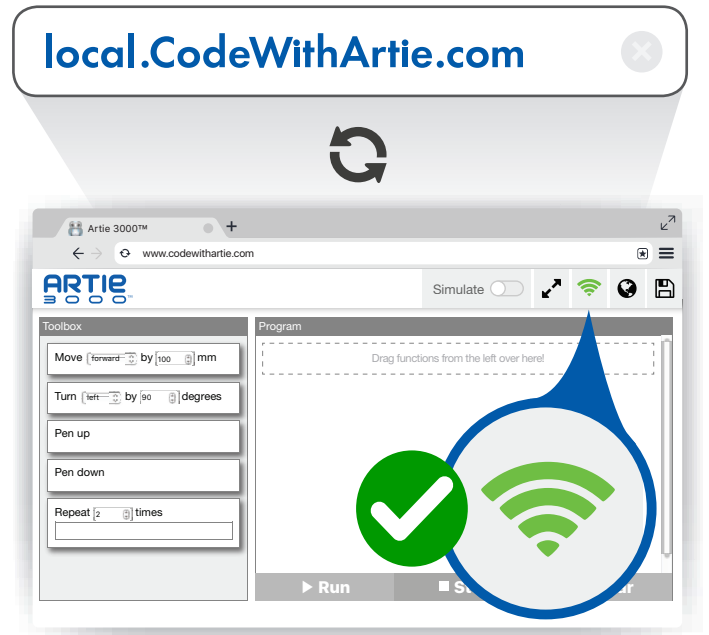 local.CodeWithArtie.com
Artie 3000™
www.codewithartie.com
ARTIE
3000™
Simulate
Toolbox
Program
Move forward by 100 mm
Drag functions from the left over here!
Turn left by 90 degrees
Pen up
Pen down
Repeat 2 times
Run